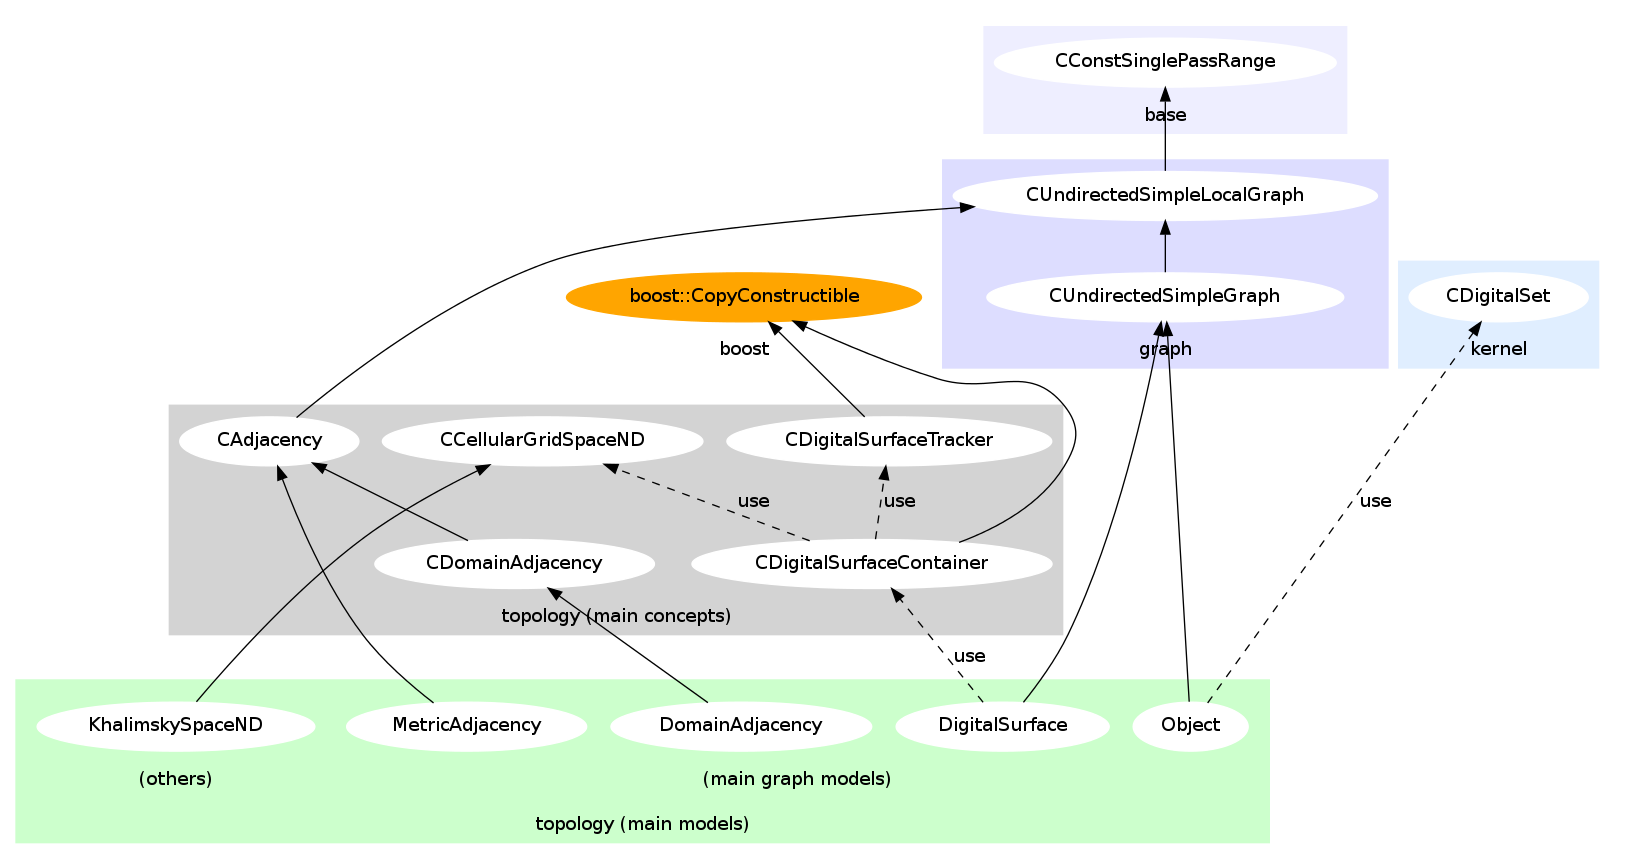 CConstSinglePassRange
base
CUndirectedSimpleLocalGraph
boost::CopyConstructible
CUndirectedSimpleGraph
CDigitalSet
boost
graph
kernel
CAdjacency
CCellularGridSpaceND
CDigitalSurfaceTracker
use
use
use
CDomainAdjacency
CDigitalSurfaceContainer
topology (main concepts)
use
KhalimskySpaceND
MetricAdjacency
DomainAdjacency
DigitalSurface
Object
(others)
(main graph models)
topology (main models)